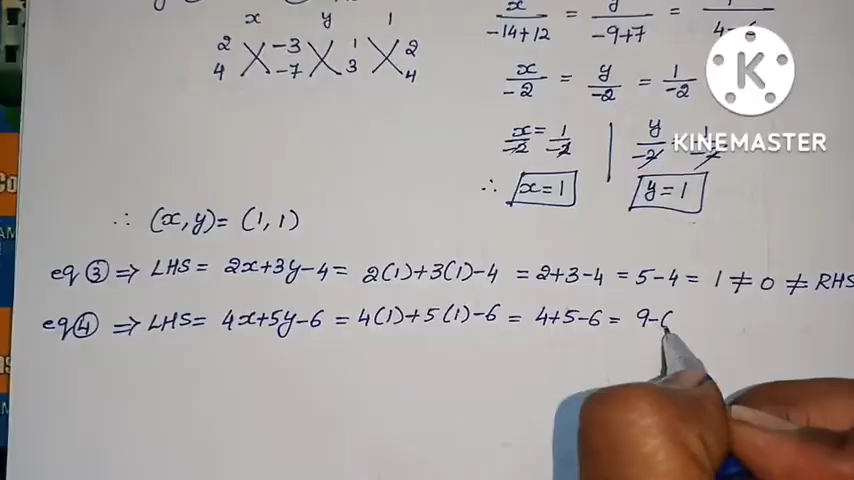 x y 1
2 -3 1 2
4 -7 3 4
x/-14+12 = y/-9+7 =
x/-2 = y/-2 = 1/-2
x/-2 = 1/-2 | y/-2 = 1
∴ x=1 y=1
KINEMASTER
∴ (x,y) = (1,1)
eq ③ ⇒ LHS = 2x+3y-4 = 2(1)+3(1)-4 = 2+3-4 = 5-4 = 1 ≠ 0 ≠ RHS
eq ④ ⇒ LHS = 4x+5y-6 = 4(1)+5(1)-6 = 4+5-6 = 9-6